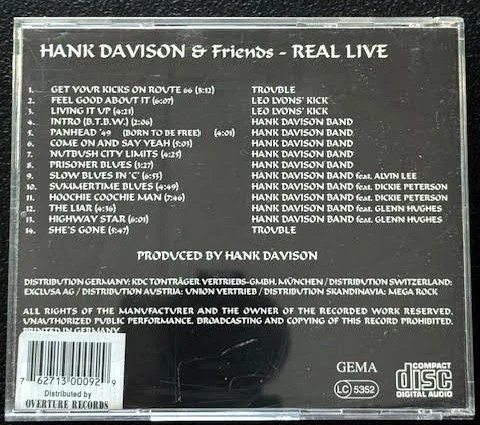 HANK DAVISON & Friends - REAL LIVE
1. GET YOUR KICKS ON ROUTE 66 (3:12) TROUBLE
2. FEEL GOOD ABOUT IT (6:07) LEO LYONS' KICK
3. LIVING IT UP (4:21) LEO LYONS' KICK
4. INTRO (B.T.B.W.) (2:06) HANK DAVISON BAND
5. PANHEAD '49 (BORN TO BE FREE) (4:01) HANK DAVISON BAND
6. COME ON AND SAY YEAH (5:03) HANK DAVISON BAND
7. NUTBUSH CITY LIMITS (4:25) HANK DAVISON BAND
8. PRISONER BLUES (3:27) HANK DAVISON BAND
9. SLOW BLUES IN 'C' (6:53) HANK DAVISON BAND feat. ALVIN LEE
10. SUMMERTIME BLUES (4:49) HANK DAVISON BAND feat. DICKIE PETERSON
11. HOOCHIE COOCHIE MAN (7:46) HANK DAVISON BAND feat. DICKIE PETERSON
12. THE LIAR (4:36) HANK DAVISON BAND feat. GLENN HUGHES
13. HIGHWAY STAR (6:01) HANK DAVISON BAND feat. GLENN HUGHES
14. SHE'S GONE (5:47) TROUBLE
PRODUCED BY HANK DAVISON
DISTRIBUTION GERMANY: KDC TONTRÄGER VERTRIEBS-GMBH, MÜNCHEN / DISTRIBUTION SWITZERLAND:
EXCLUSA AG / DISTRIBUTION AUSTRIA: UNION VERTRIEB / DISTRIBUTION SKANDINAVIA: MEGA ROCK
ALL RIGHTS OF THE MANUFACTURER AND THE OWNER OF THE RECORDED WORK RESERVED.
UNAUTHORIZED PUBLIC PERFORMANCE, BROADCASTING AND COPYING OF THIS RECORD PROHIBITED.
PRINTED IN GERMANY
7 62713 00092 9
Distributed by
OVERTURE RECORDS
GEMA
LC 5352
COMPACT
disc
DIGITAL AUDIO